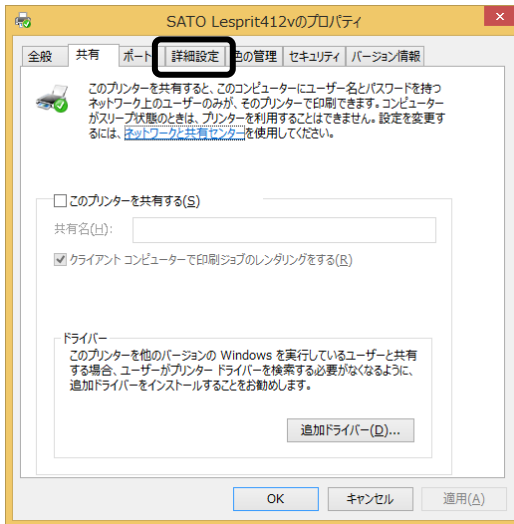 SATO Lesprit412vのプロパティ
×
全般 共有 ポート 詳細設定 色の管理 セキュリティ バージョン情報
このプリンターを共有すると、このコンピューターにユーザー名とパスワードを持つ
ネットワーク上のユーザーのみが、そのプリンターで印刷できます。コンピューター
がスリープ状態のときは、プリンターを利用することはできません。設定を変更す
るには、ネットワークと共有センターを使用してください。
このプリンターを共有する(S)
共有名(H):
クライアント コンピューターで印刷ジョブのレンダリングをする(R)
ドライバー
このプリンターを他のバージョンの Windows を実行しているユーザーと共有
する場合、ユーザーがプリンター ドライバーを検索する必要がなくなるように、
追加ドライバーをインストールすることをお勧めします。
追加ドライバー(D)...
OK キャンセル 適用(A)